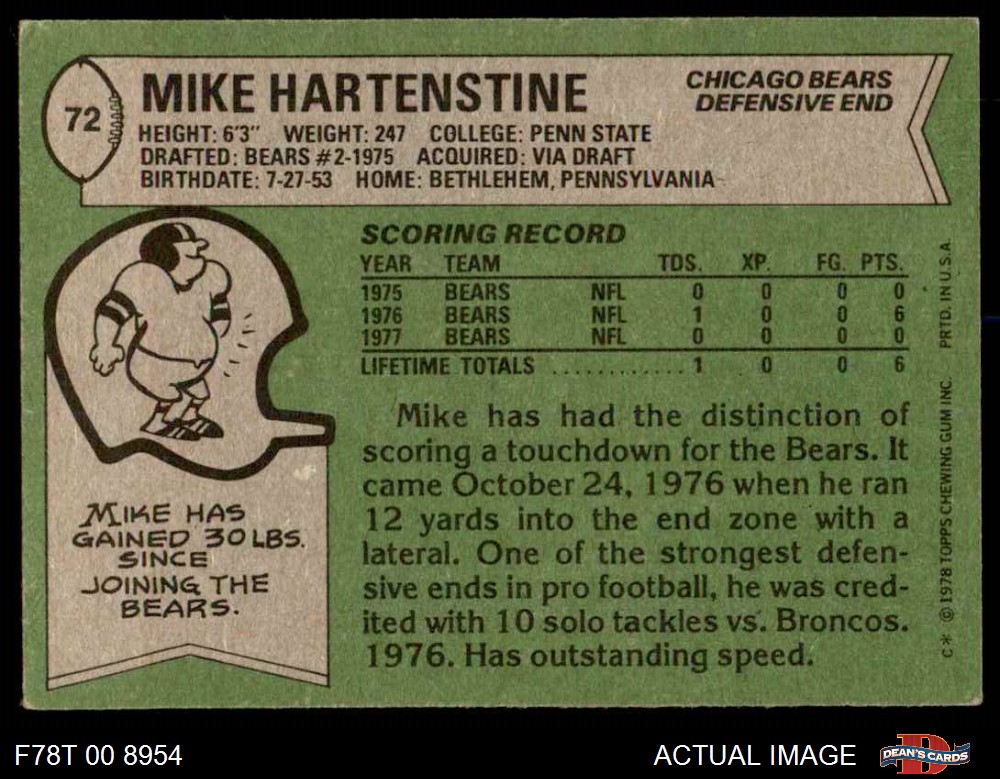 72
MIKE HARTENSTINE
CHICAGO BEARS
DEFENSIVE END
HEIGHT: 6'3" WEIGHT: 247 COLLEGE: PENN STATE
DRAFTED: BEARS #2-1975 ACQUIRED: VIA DRAFT
BIRTHDATE: 7-27-53 HOME: BETHLEHEM, PENNSYLVANIA
SCORING RECORD
YEAR TEAM TDS. XP. FG. PTS.
1975 BEARS NFL 0 0 0 0
1976 BEARS NFL 1 0 0 6
1977 BEARS NFL 0 0 0 0
LIFETIME TOTALS ............ 1 0 0 6
Mike has had the distinction of
scoring a touchdown for the Bears. It
came October 24, 1976 when he ran
12 yards into the end zone with a
lateral. One of the strongest defen-
sive ends in pro football, he was cred-
ited with 10 solo tackles vs. Broncos.
1976. Has outstanding speed.
MIKE HAS
GAINED 30 LBS.
SINCE
JOINING THE
BEARS.
C* © 1978 TOPPS CHEWING GUM INC. PRTD. IN U.S.A.
F78T 00 8954
ACTUAL IMAGE
D
DEAN'S CARDS